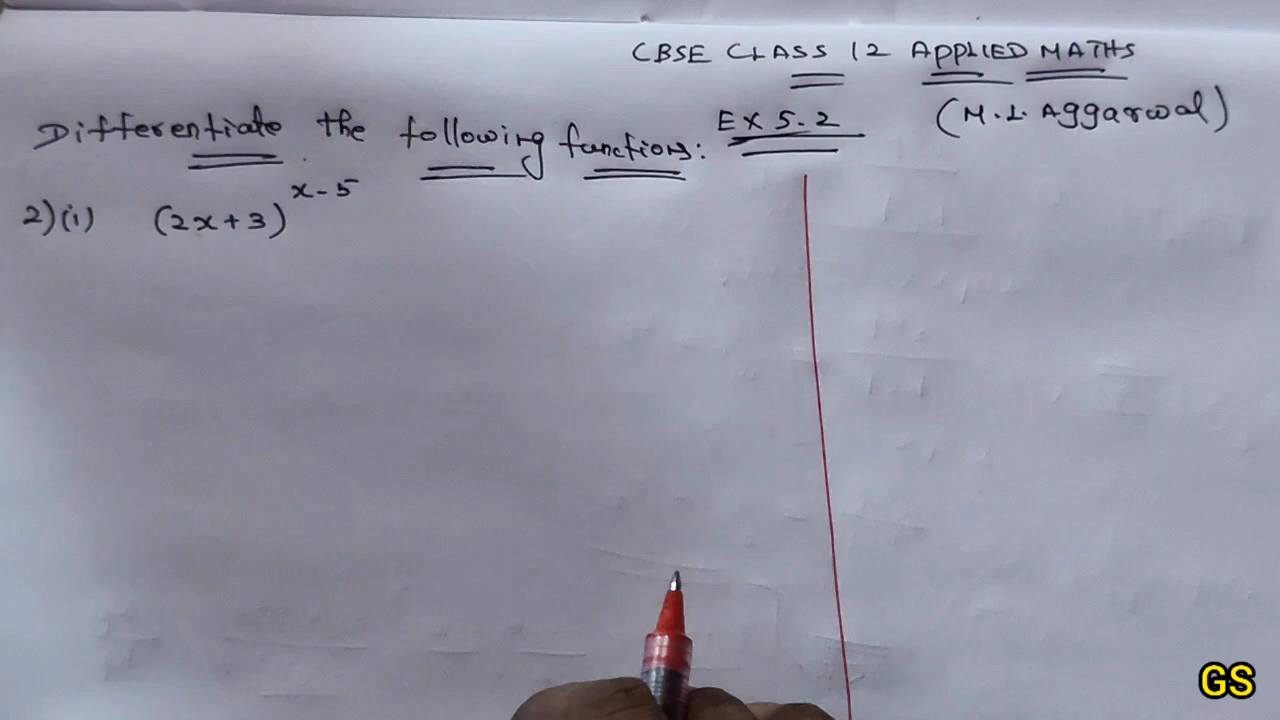 CBSE CLASS 12 APPLIED MATHS
(M.L. Aggarwal)
Differentiate the following functions: EX 5.2
2)(i) (2x+3)^{x-5}
GS